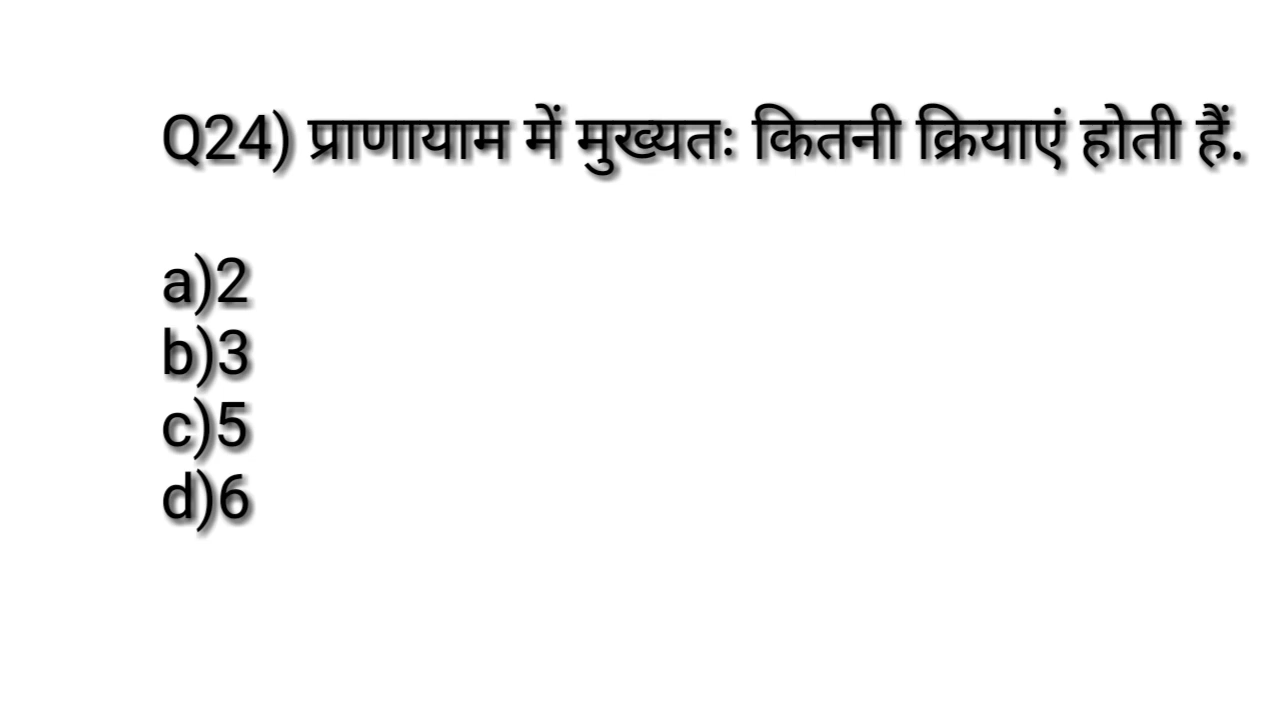 Q24) प्राणायाम में मुख्यतः कितनी क्रियाएं होती हैं.
a)2
b)3
c)5
d)6